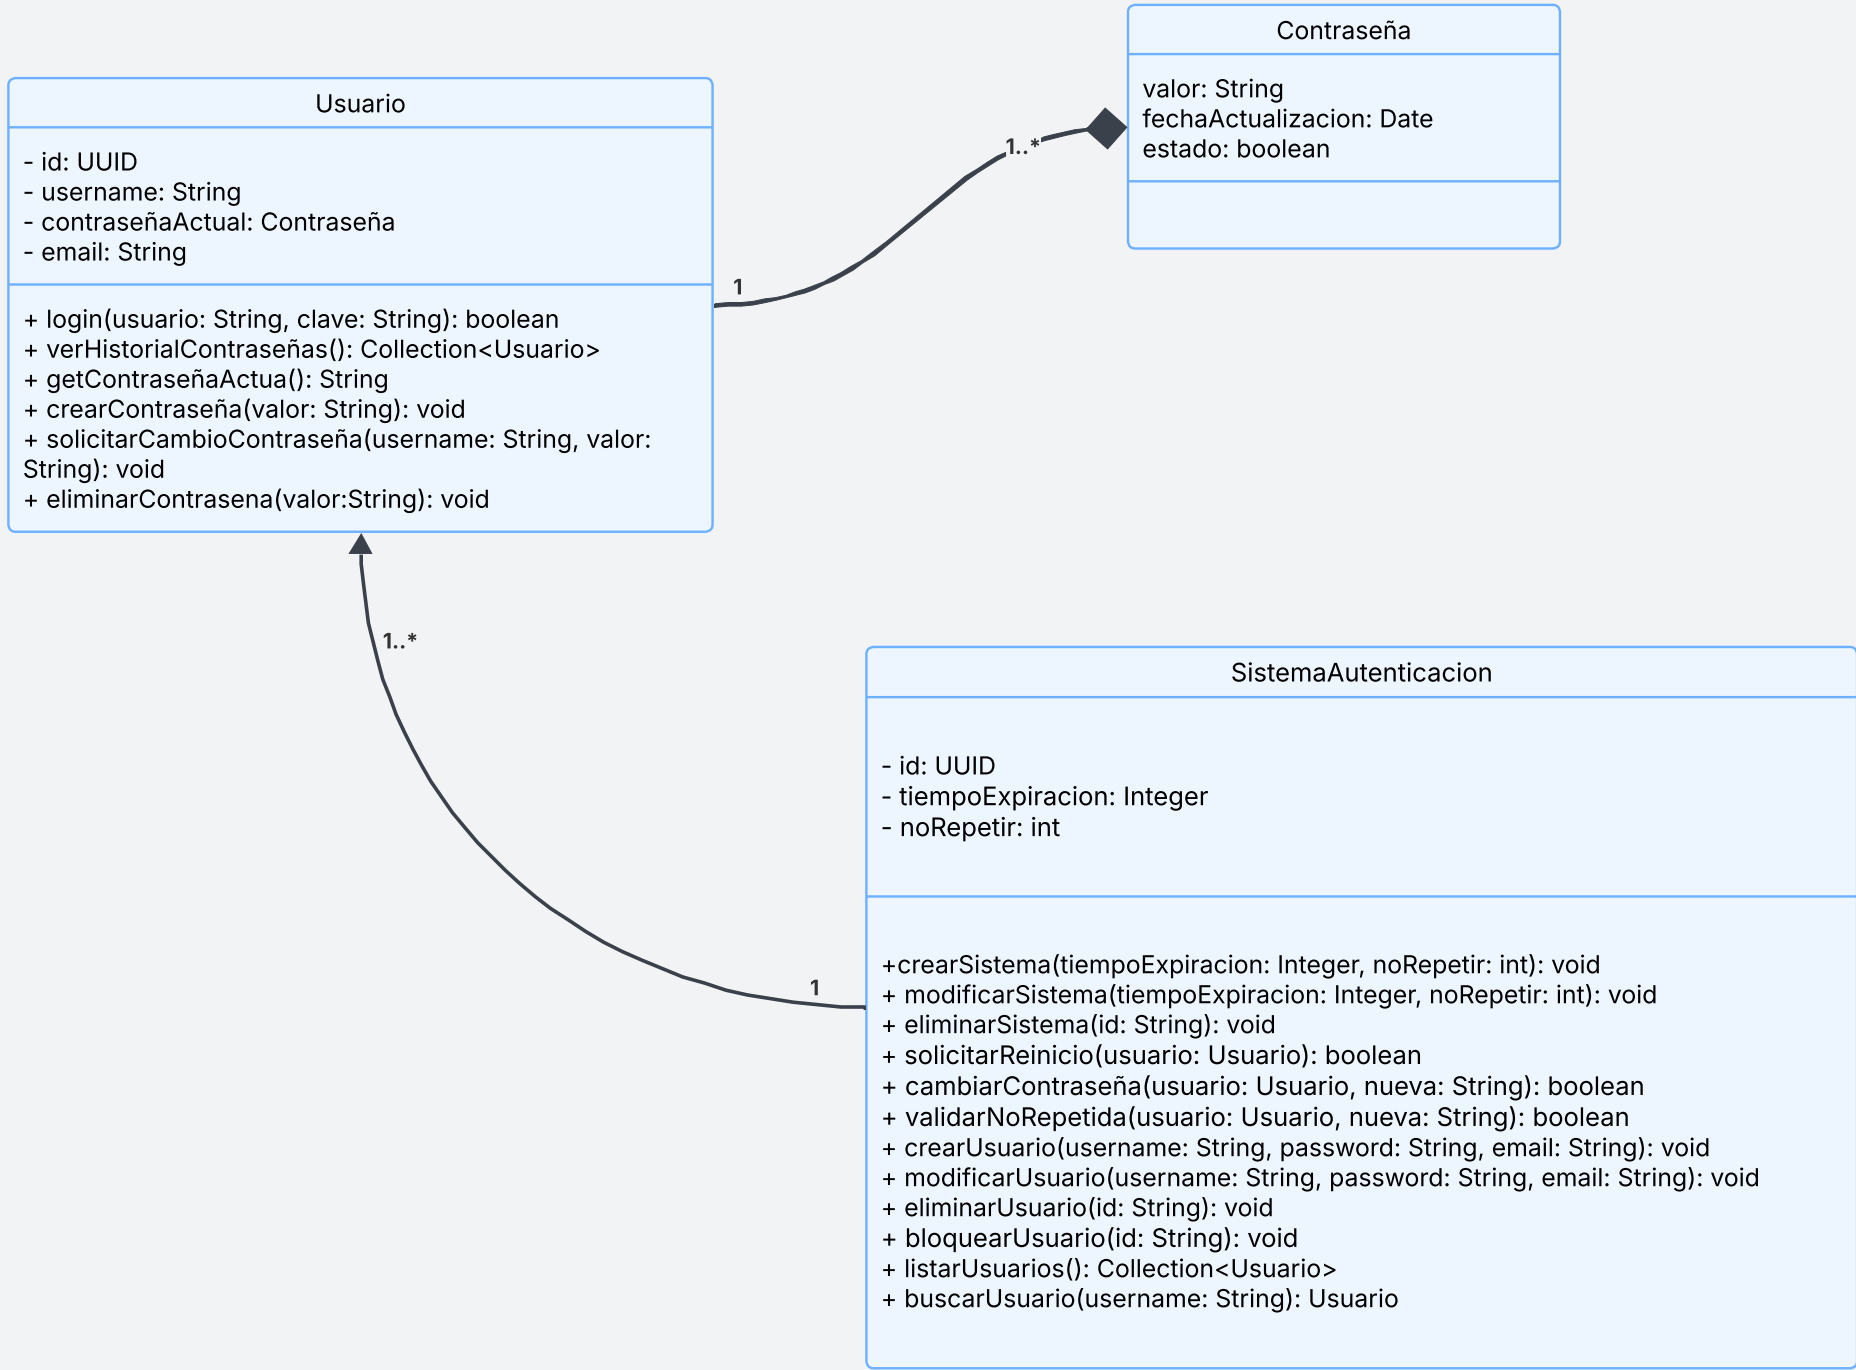 Contraseña
valor: String
fechaActualizacion: Date
estado: boolean
Usuario
- id: UUID
- username: String
- contraseñaActual: Contraseña
- email: String
+ login(usuario: String, clave: String): boolean
+ verHistorialContraseñas(): Collection<Usuario>
+ getContraseñaActua(): String
+ crearContraseña(valor: String): void
+ solicitarCambioContraseña(username: String, valor:
String): void
+ eliminarContrasena(valor:String): void
1..*
1
1..*
1
SistemaAutenticacion
- id: UUID
- tiempoExpiracion: Integer
- noRepetir: int
+crearSistema(tiempoExpiracion: Integer, noRepetir: int): void
+ modificarSistema(tiempoExpiracion: Integer, noRepetir: int): void
+ eliminarSistema(id: String): void
+ solicitarReinicio(usuario: Usuario): boolean
+ cambiarContraseña(usuario: Usuario, nueva: String): boolean
+ validarNoRepetida(usuario: Usuario, nueva: String): boolean
+ crearUsuario(username: String, password: String, email: String): void
+ modificarUsuario(username: String, password: String, email: String): void
+ eliminarUsuario(id: String): void
+ bloquearUsuario(id: String): void
+ listarUsuarios(): Collection<Usuario>
+ buscarUsuario(username: String): Usuario